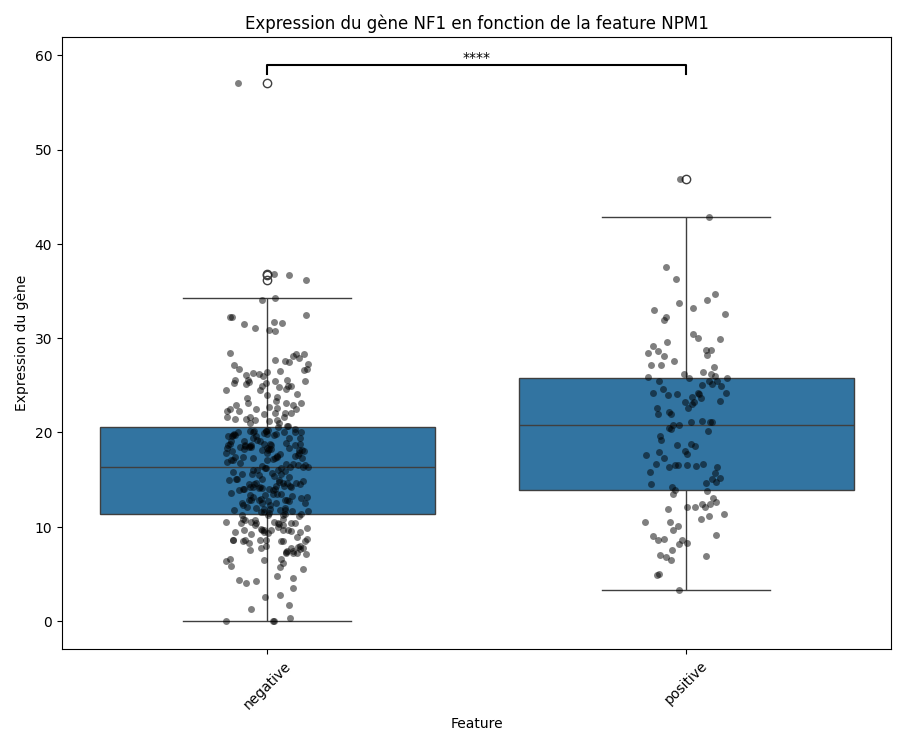 Expression du gène NF1 en fonction de la feature NPM1
****
60
50
40
30
20
10
0
Expression du gène
negative
positive
Feature